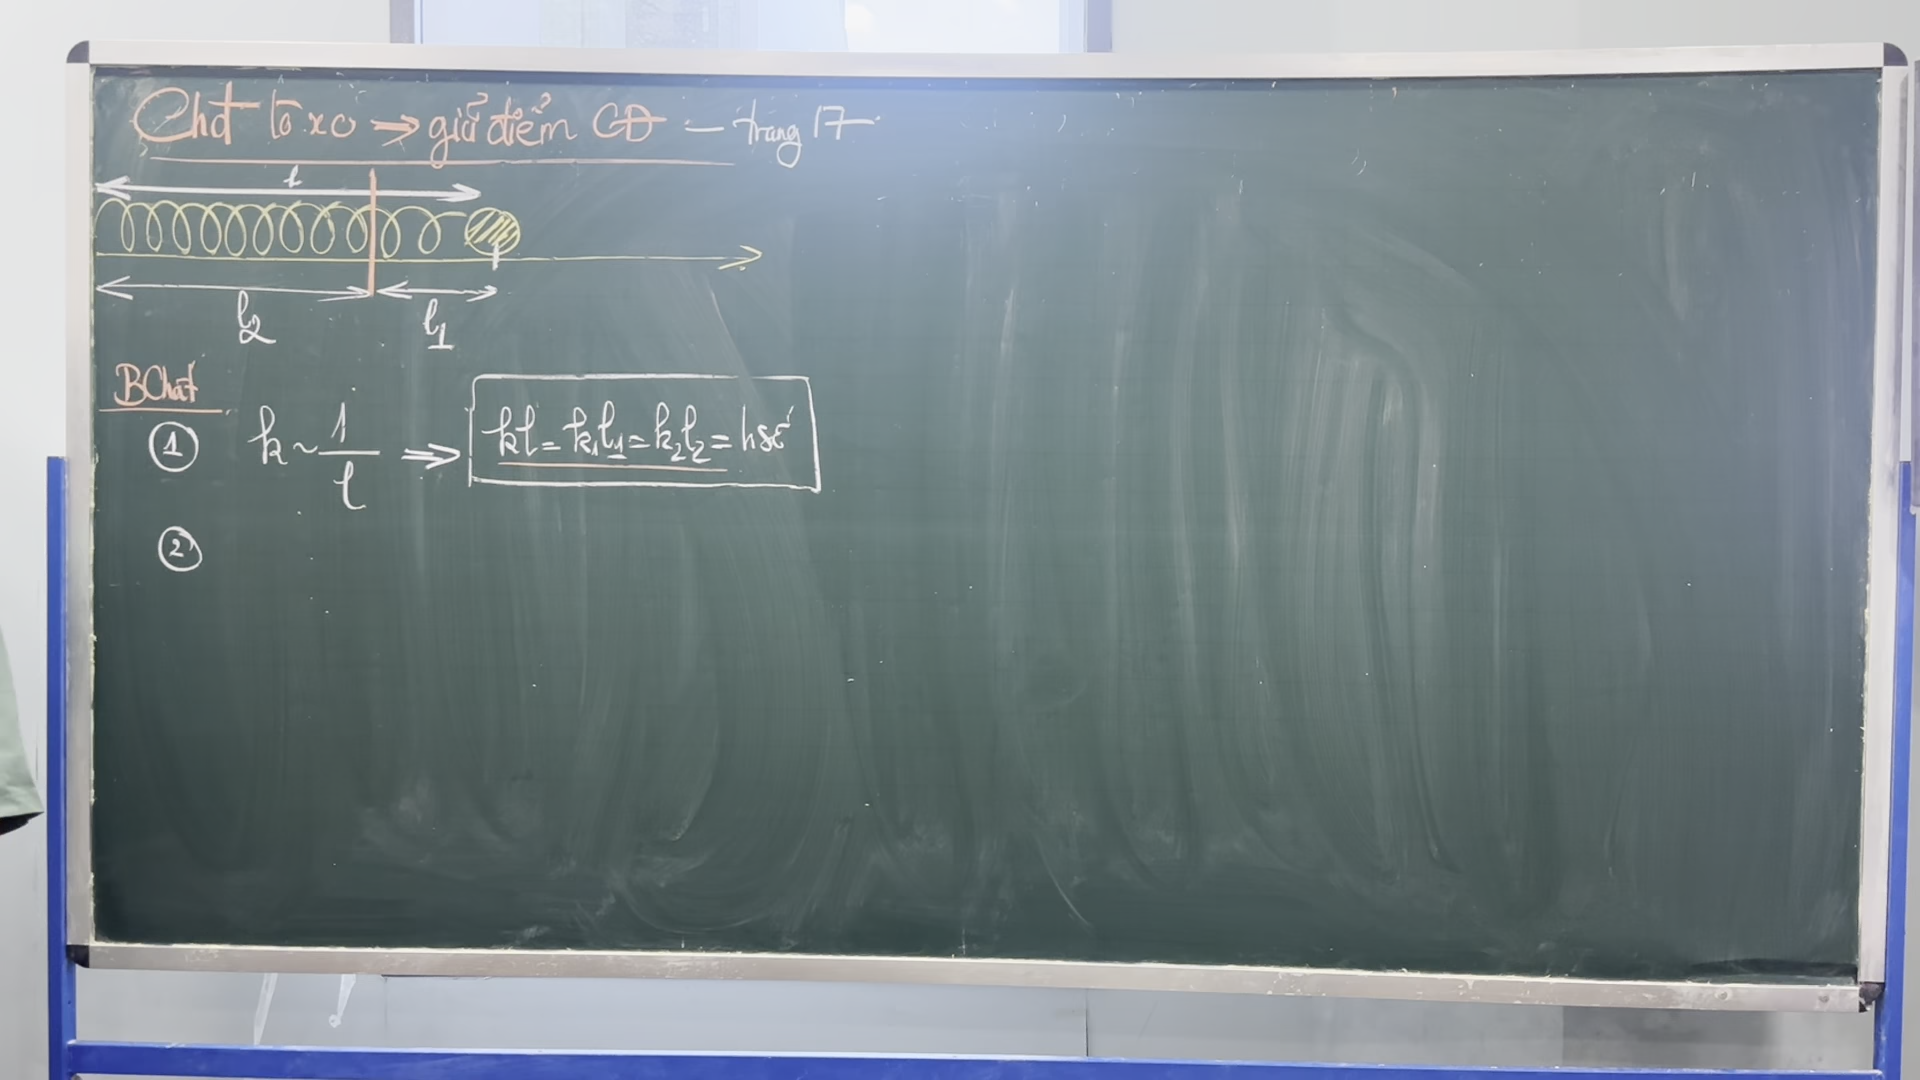 Chđ lò xo → giữ điểm CĐ – trang 17
l
l₂ l₁
BChất
① k ~ 1/l ⇒ kl = k₁l₁ = k₂l₂ = hsố
②